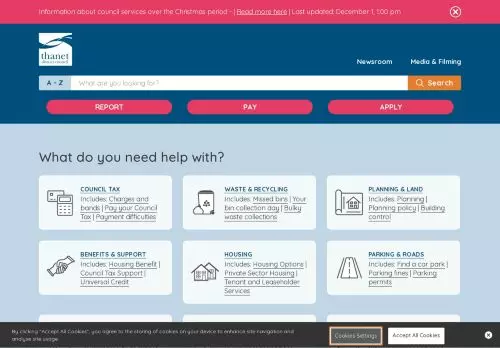 Information about council services over the Christmas period - | Read more here | Last updated: December 1, 1:00 pm
thanet
district council
Newsroom
Media & Filming
A - Z
What are you looking for?
Search
REPORT
PAY
APPLY
What do you need help with?
COUNCIL TAX
Includes: Charges and
bands | Pay your Council
Tax | Payment difficulties
WASTE & RECYCLING
Includes: Missed bins | Your
bin collection day | Bulky
waste collections
PLANNING & LAND
Includes: Planning |
Planning policy | Building
control
BENEFITS & SUPPORT
Includes: Housing Benefit |
Council Tax Support |
Universal Credit
HOUSING
Includes: Housing Options |
Private Sector Housing |
Tenant and Leaseholder
Services
PARKING & ROADS
Includes: Find a car park |
Parking fines | Parking
permits
By clicking "Accept All Cookies", you agree to the storing of cookies on your device to enhance site navigation and
analyse site usage.
Cookies Settings
Accept All Cookies